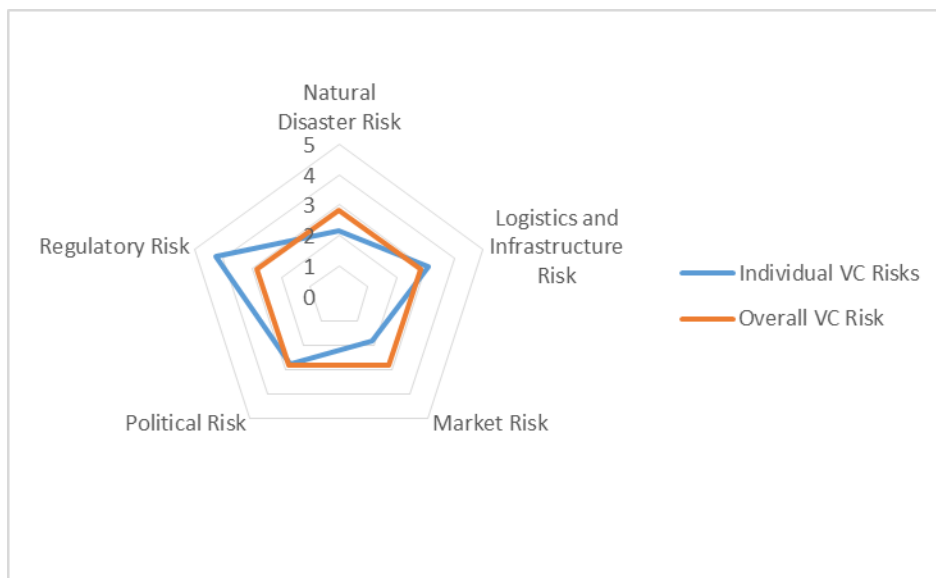 Natural
Disaster Risk
5
4
3
2
1
0
Logistics and
Infrastructure
Risk
Regulatory Risk
Individual VC Risks
Overall VC Risk
Political Risk
Market Risk